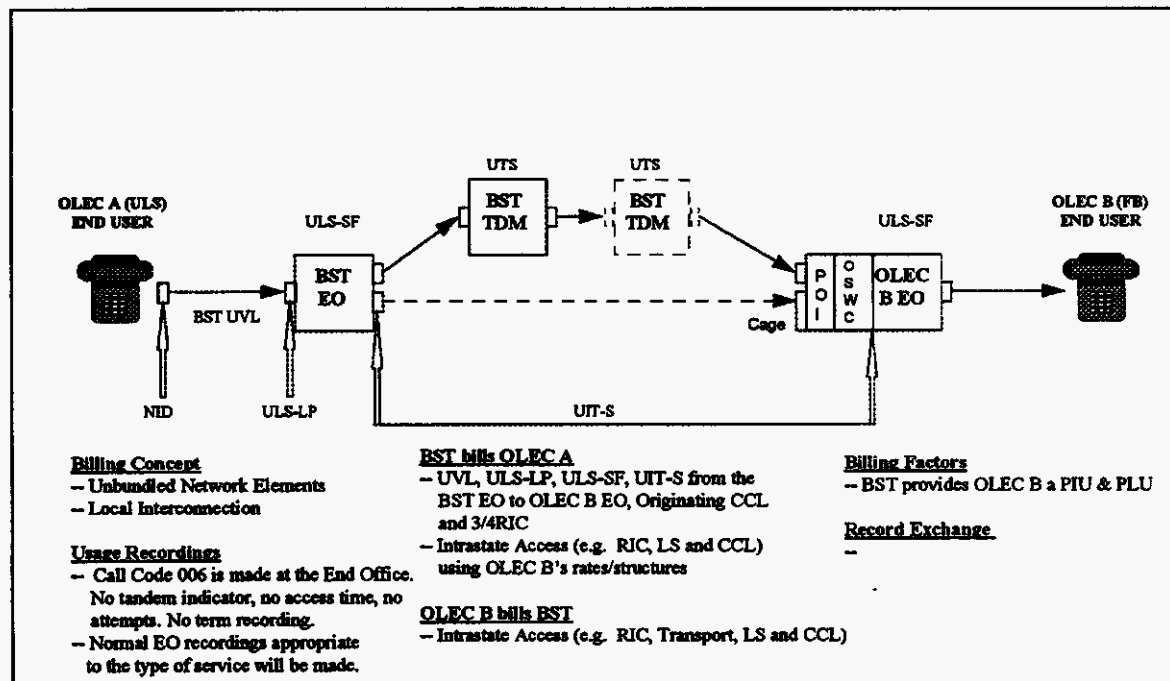 UTS
UTS
OLEC A (ULS)
END USER
BST
TDM
BST
TDM
OLEC B (FB)
END USER
ULS-SF
ULS-SF
BST
EO
P
O
I
O
S
W
C
OLEC
B EO
BST UVL
Cage
NID
ULS-LP
UIT-S
Billing Concept
-- Unbundled Network Elements
-- Local Interconnection
Usage Recordings
-- Call Code 006 is made at the End Office.
No tandem indicator, no access time, no
attempts. No term recording.
-- Normal EO recordings appropriate
to the type of service will be made.
BST bills OLEC A
-- UVL, ULS-LP, ULS-SF, UIT-S from the
BST EO to OLEC B EO, Originating CCL
and 3/4RIC
-- Intrastate Access (e.g. RIC, LS and CCL)
using OLEC B's rates/structures
OLEC B bills BST
-- Intrastate Access (e.g. RIC, Transport, LS and CCL)
Billing Factors
-- BST provides OLEC B a PIU & PLU
Record Exchange
--